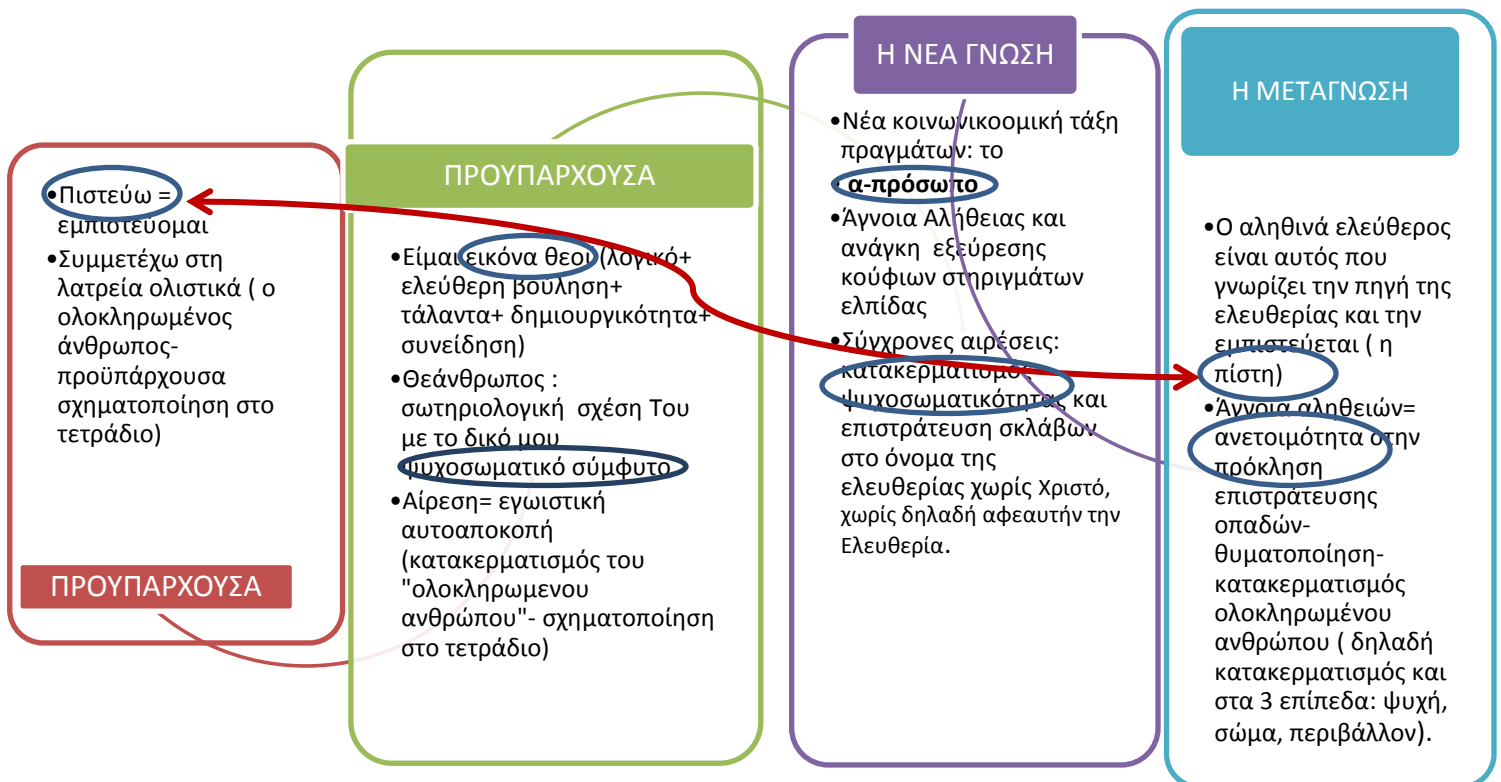 •Πιστεύω =
εμπιστεύομαι
•Συμμετέχω στη
λατρεία ολιστικά ( ο
ολοκληρωμένος
άνθρωπος-
προϋπάρχουσα
σχηματοποίηση στο
τετράδιο)
ΠΡΟΥΠΑΡΧΟΥΣΑ
ΠΡΟΥΠΑΡΧΟΥΣΑ
•Είμαι εικόνα θεού (λογικό+
ελεύθερη βούληση+
τάλαντα+ δημιουργικότητα+
συνείδηση)
•Θεάνθρωπος :
σωτηριολογική σχέση Του
με το δικό μου
ψυχοσωματικό σύμφυτο
•Αίρεση= εγωιστική
αυτοαποκοπή
(κατακερματισμός του
"ολοκληρωμενου
ανθρώπου"- σχηματοποίηση
στο τετράδιο)
Η ΝΕΑ ΓΝΩΣΗ
•Νέα κοινωνικοομική τάξη
πραγμάτων: το
• α-πρόσωπο
•Άγνοια Αλήθειας και
ανάγκη εξεύρεσης
κούφιων στηριγμάτων
ελπίδας
•Σύγχρονες αιρέσεις:
κατακερματισμός
ψυχοσωματικότητας και
επιστράτευση σκλάβων
στο όνομα της
ελευθερίας χωρίς Χριστό,
χωρίς δηλαδή αφεαυτήν την
Ελευθερία.
Η ΜΕΤΑΓΝΩΣΗ
•Ο αληθινά ελεύθερος
είναι αυτός που
γνωρίζει την πηγή της
ελευθερίας και την
εμπιστεύεται ( η
πίστη)
•Άγνοια αληθειών=
ανετοιμότητα στην
πρόκληση
επιστράτευσης
οπαδών-
θυματοποίηση-
κατακερματισμός
ολοκληρωμένου
ανθρώπου ( δηλαδή
κατακερματισμός και
στα 3 επίπεδα: ψυχή,
σώμα, περιβάλλον).